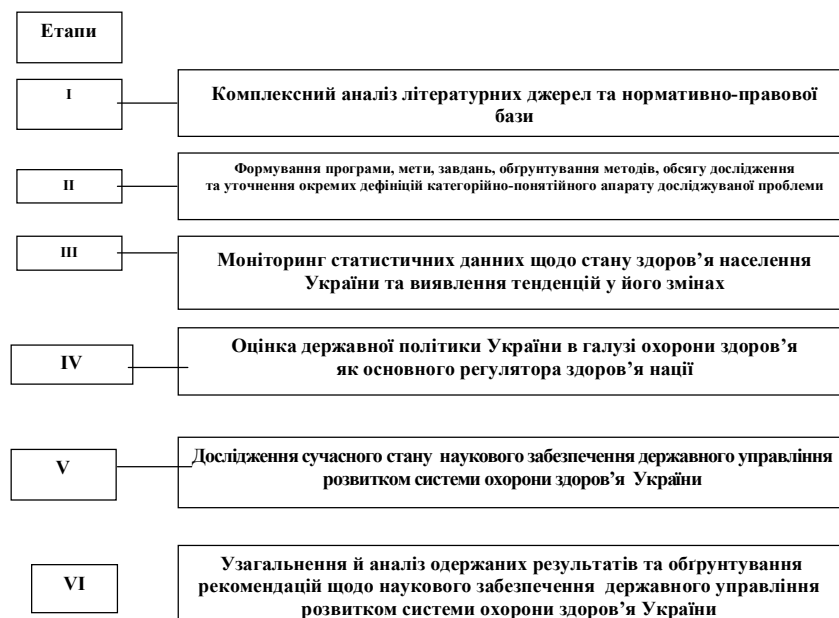 Етапи
I
Комплексний аналіз літературних джерел та нормативно-правової
бази
II
Формування програми, мети, завдань, обґрунтування методів, обсягу дослідження
та уточнення окремих дефініцій категорійно-понятійного апарату досліджуваної проблеми
III
Моніторинг статистичних данних щодо стану здоров’я населення
України та виявлення тенденцій у його змінах
IV
Оцінка державної політики України в галузі охорони здоров’я
як основного регулятора здоров’я нації
V
Дослідження сучасного стану наукового забезпечення державного управління
розвитком системи охорони здоров’я України
VI
Узагальнення й аналіз одержаних результатів та обґрунтування
рекомендацій щодо наукового забезпечення державного управління
розвитком системи охорони здоров’я України